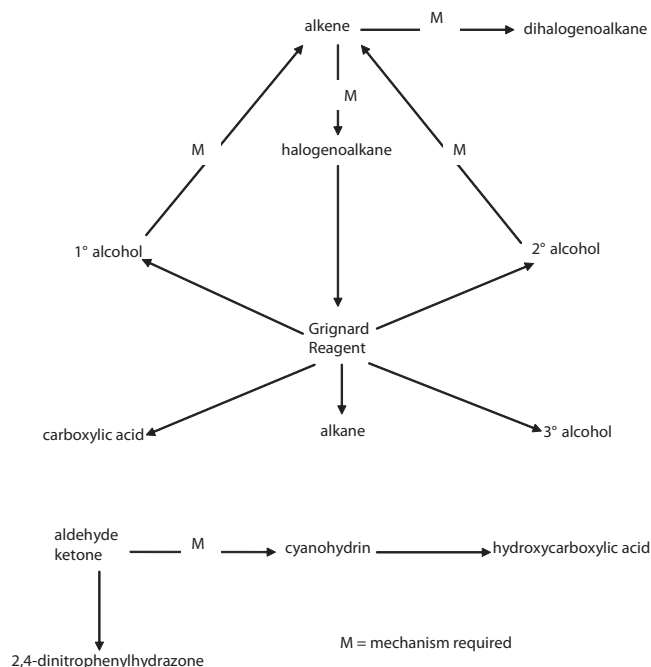 alkene
M
dihalogenoalkane
M
M
halogenoalkane
M
1° alcohol
2° alcohol
Grignard
Reagent
carboxylic acid
alkane
3° alcohol
aldehyde
ketone
M
cyanohydrin
hydroxycarboxylic acid
M = mechanism required
2,4-dinitrophenylhydrazone